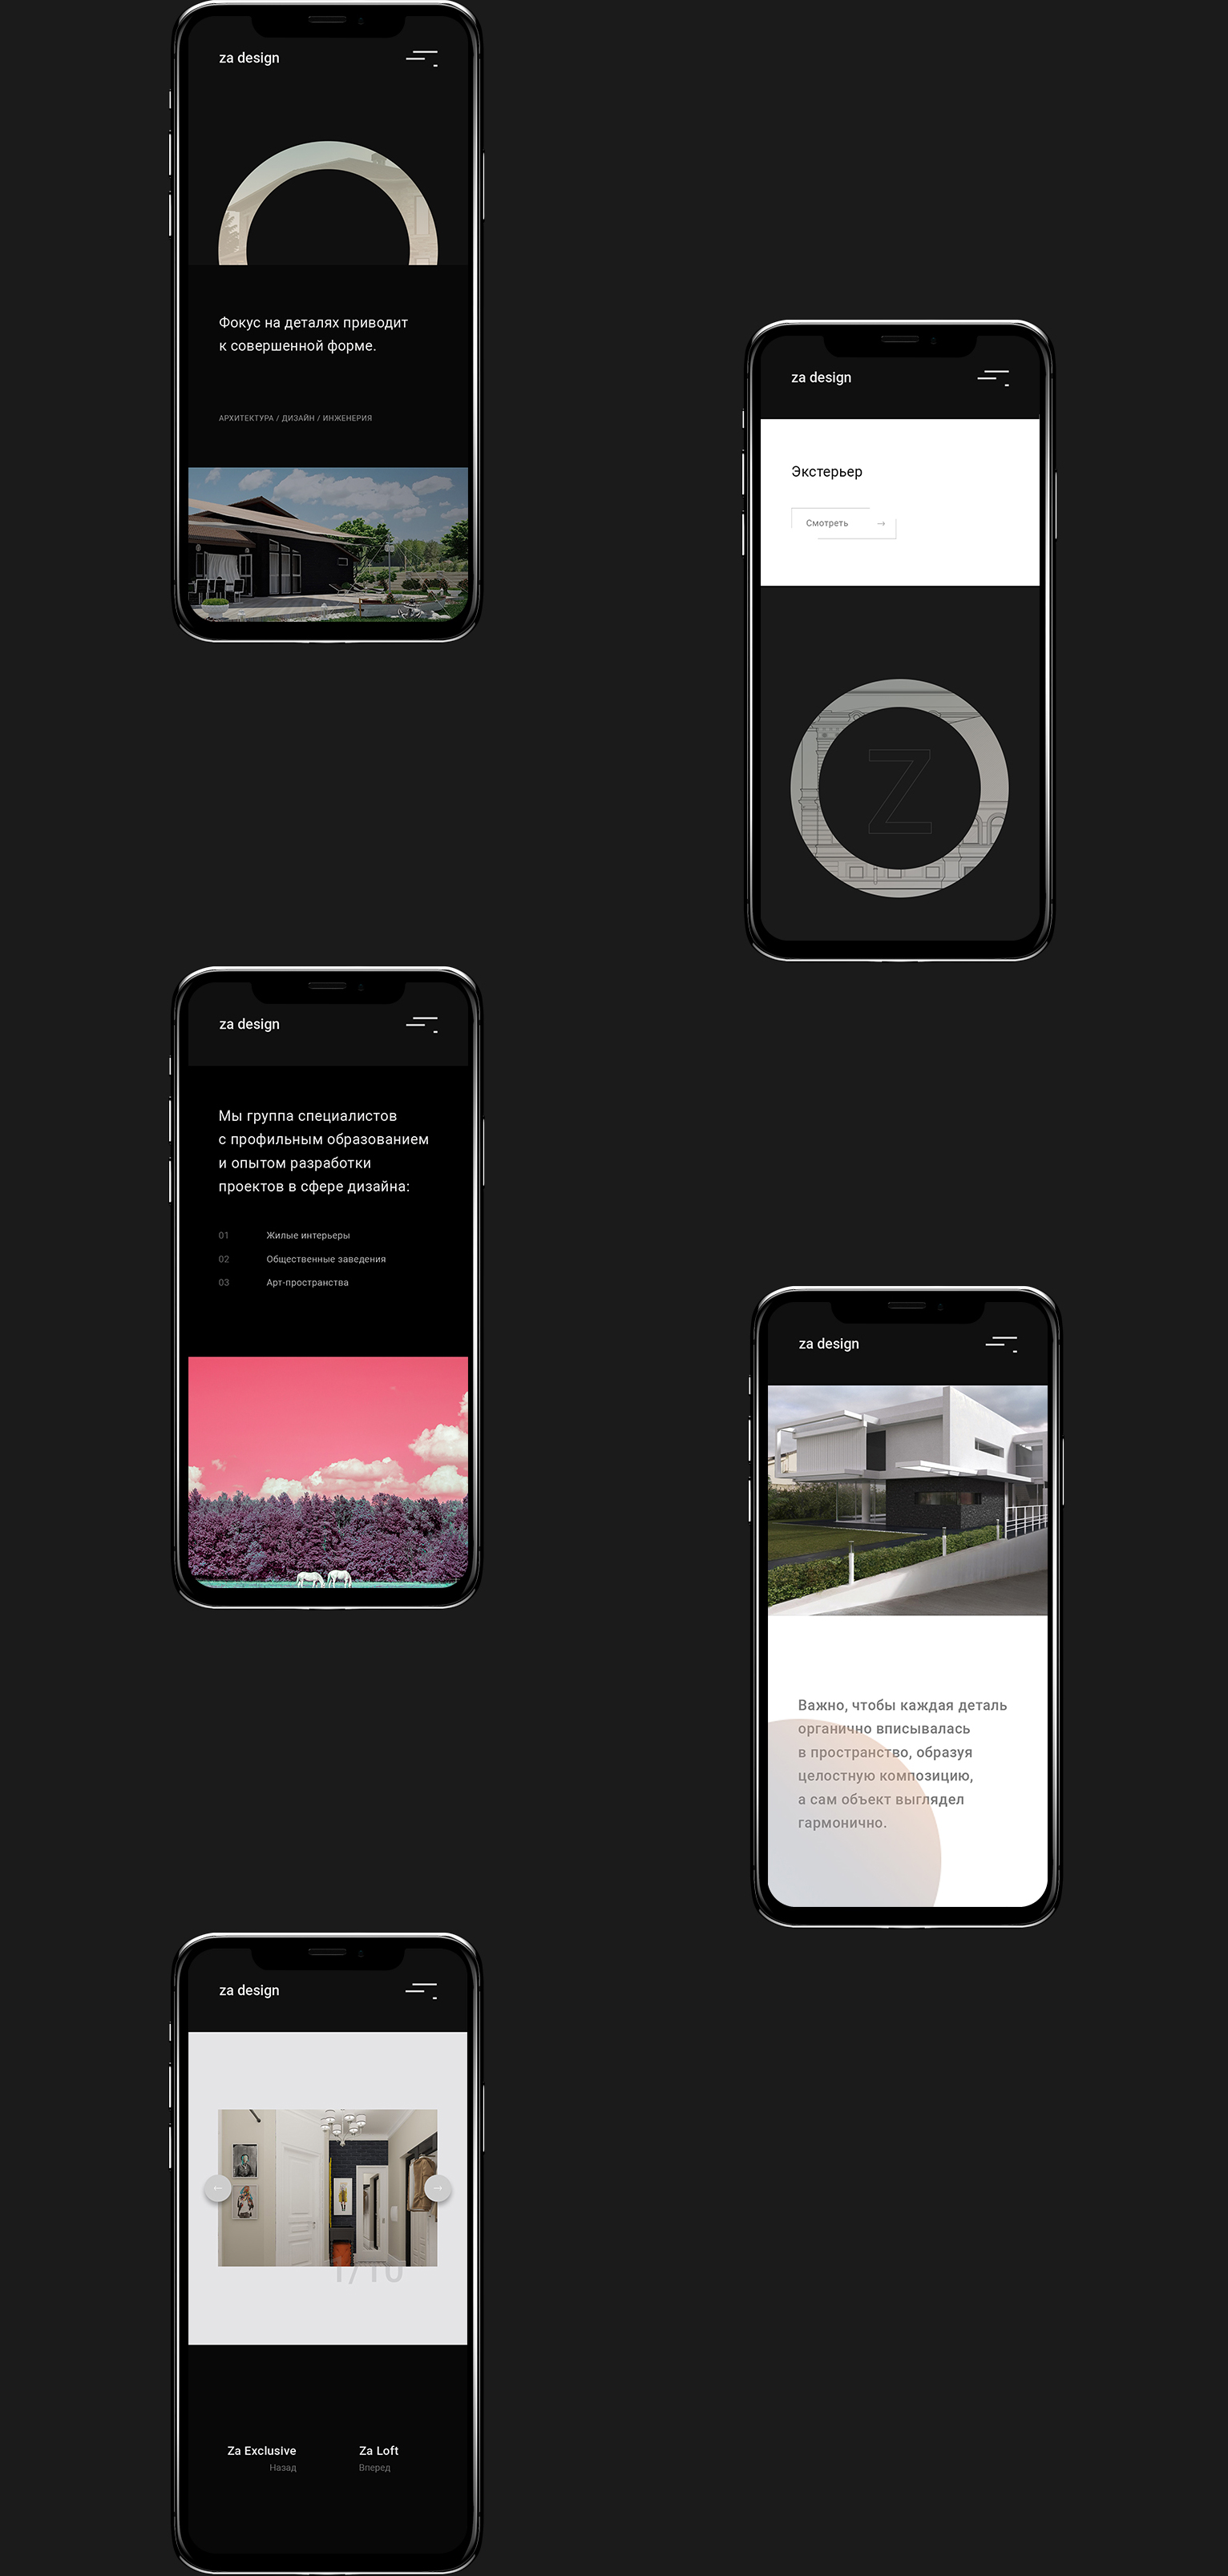 za design
Фокус на деталях приводит
к совершенной форме.
АРХИТЕКТУРА / ДИЗАЙН / ИНЖЕНЕРИЯ
za design
Экстерьер
Смотреть →
Z
za design
Мы группа специалистов
с профильным образованием
и опытом разработки
проектов в сфере дизайна:
01 Жилые интерьеры
02 Общественные заведения
03 Арт-пространства
za design
Важно, чтобы каждая деталь
органично вписывалась
в пространство, образуя
целостную композицию,
а сам объект выглядел
гармонично.
za design
← →
1/10
Za Exclusive Za Loft
Назад Вперед